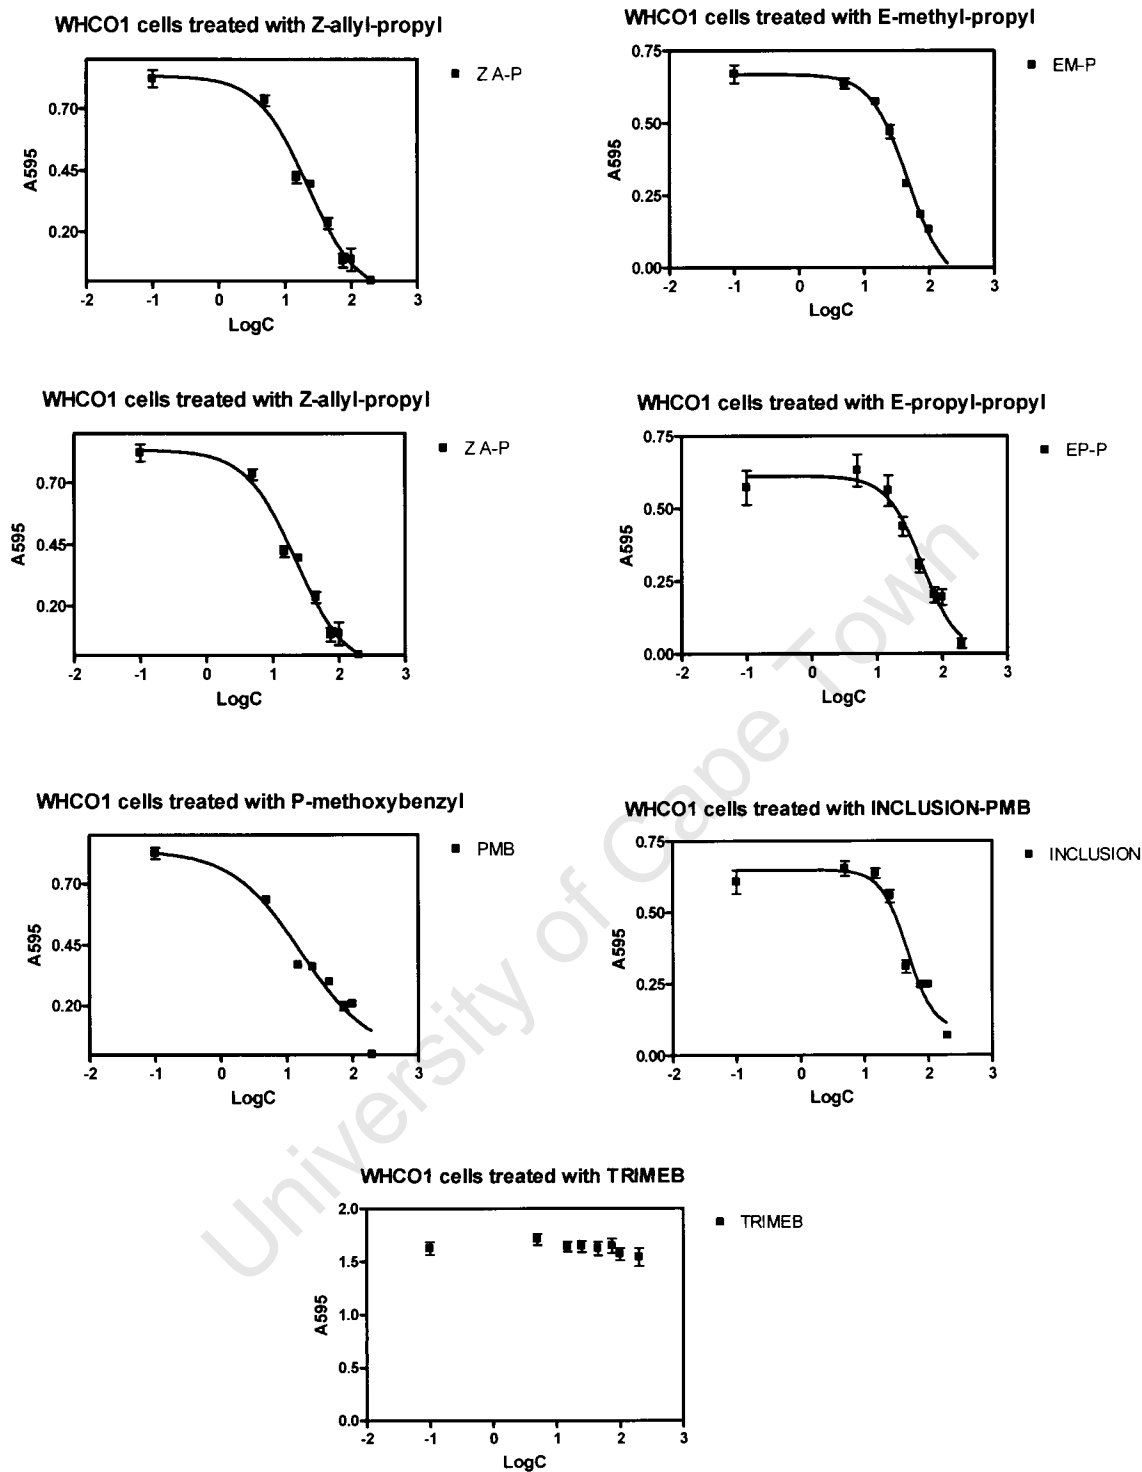 WHCO1 cells treated with Z-allyl-propyl
Z A-P
0.70
0.45
0.20
A595
-2 -1 0 1 2 3
LogC
WHCO1 cells treated with E-methyl-propyl
EM-P
0.75
0.50
0.25
0.00
A595
-2 -1 0 1 2 3
LogC
WHCO1 cells treated with Z-allyl-propyl
Z A-P
0.70
0.45
0.20
A595
-2 -1 0 1 2 3
LogC
WHCO1 cells treated with E-propyl-propyl
EP-P
0.75
0.50
0.25
0.00
A595
-2 -1 0 1 2 3
LogC
WHCO1 cells treated with P-methoxybenzyl
PMB
0.70
0.45
0.20
A595
-2 -1 0 1 2 3
LogC
WHCO1 cells treated with INCLUSION-PMB
INCLUSION
0.75
0.50
0.25
0.00
A595
-2 -1 0 1 2 3
LogC
WHCO1 cells treated with TRIMEB
TRIMEB
2.0
1.5
1.0
0.5
0.0
A595
-2 -1 0 1 2 3
LogC
University of Cape Town